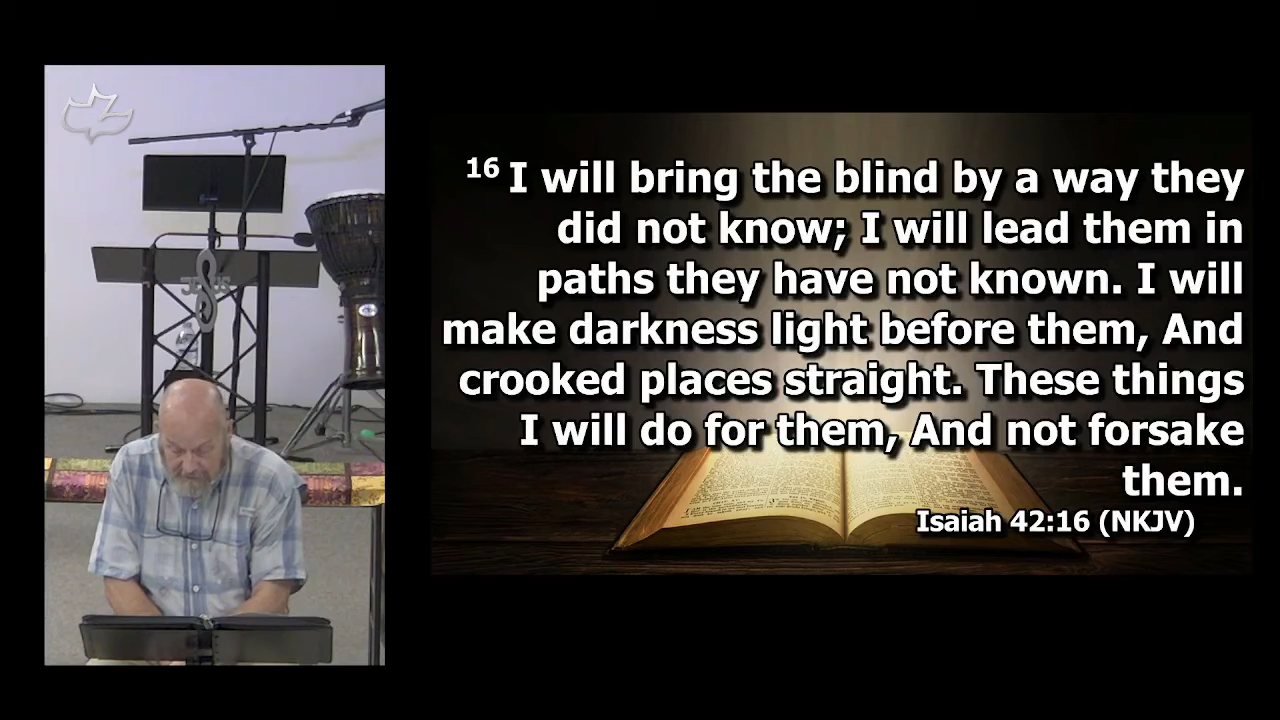 JESUS
16 I will bring the blind by a way they
did not know; I will lead them in
paths they have not known. I will
make darkness light before them, And
crooked places straight. These things
I will do for them, And not forsake
them.
Isaiah 42:16 (NKJV)